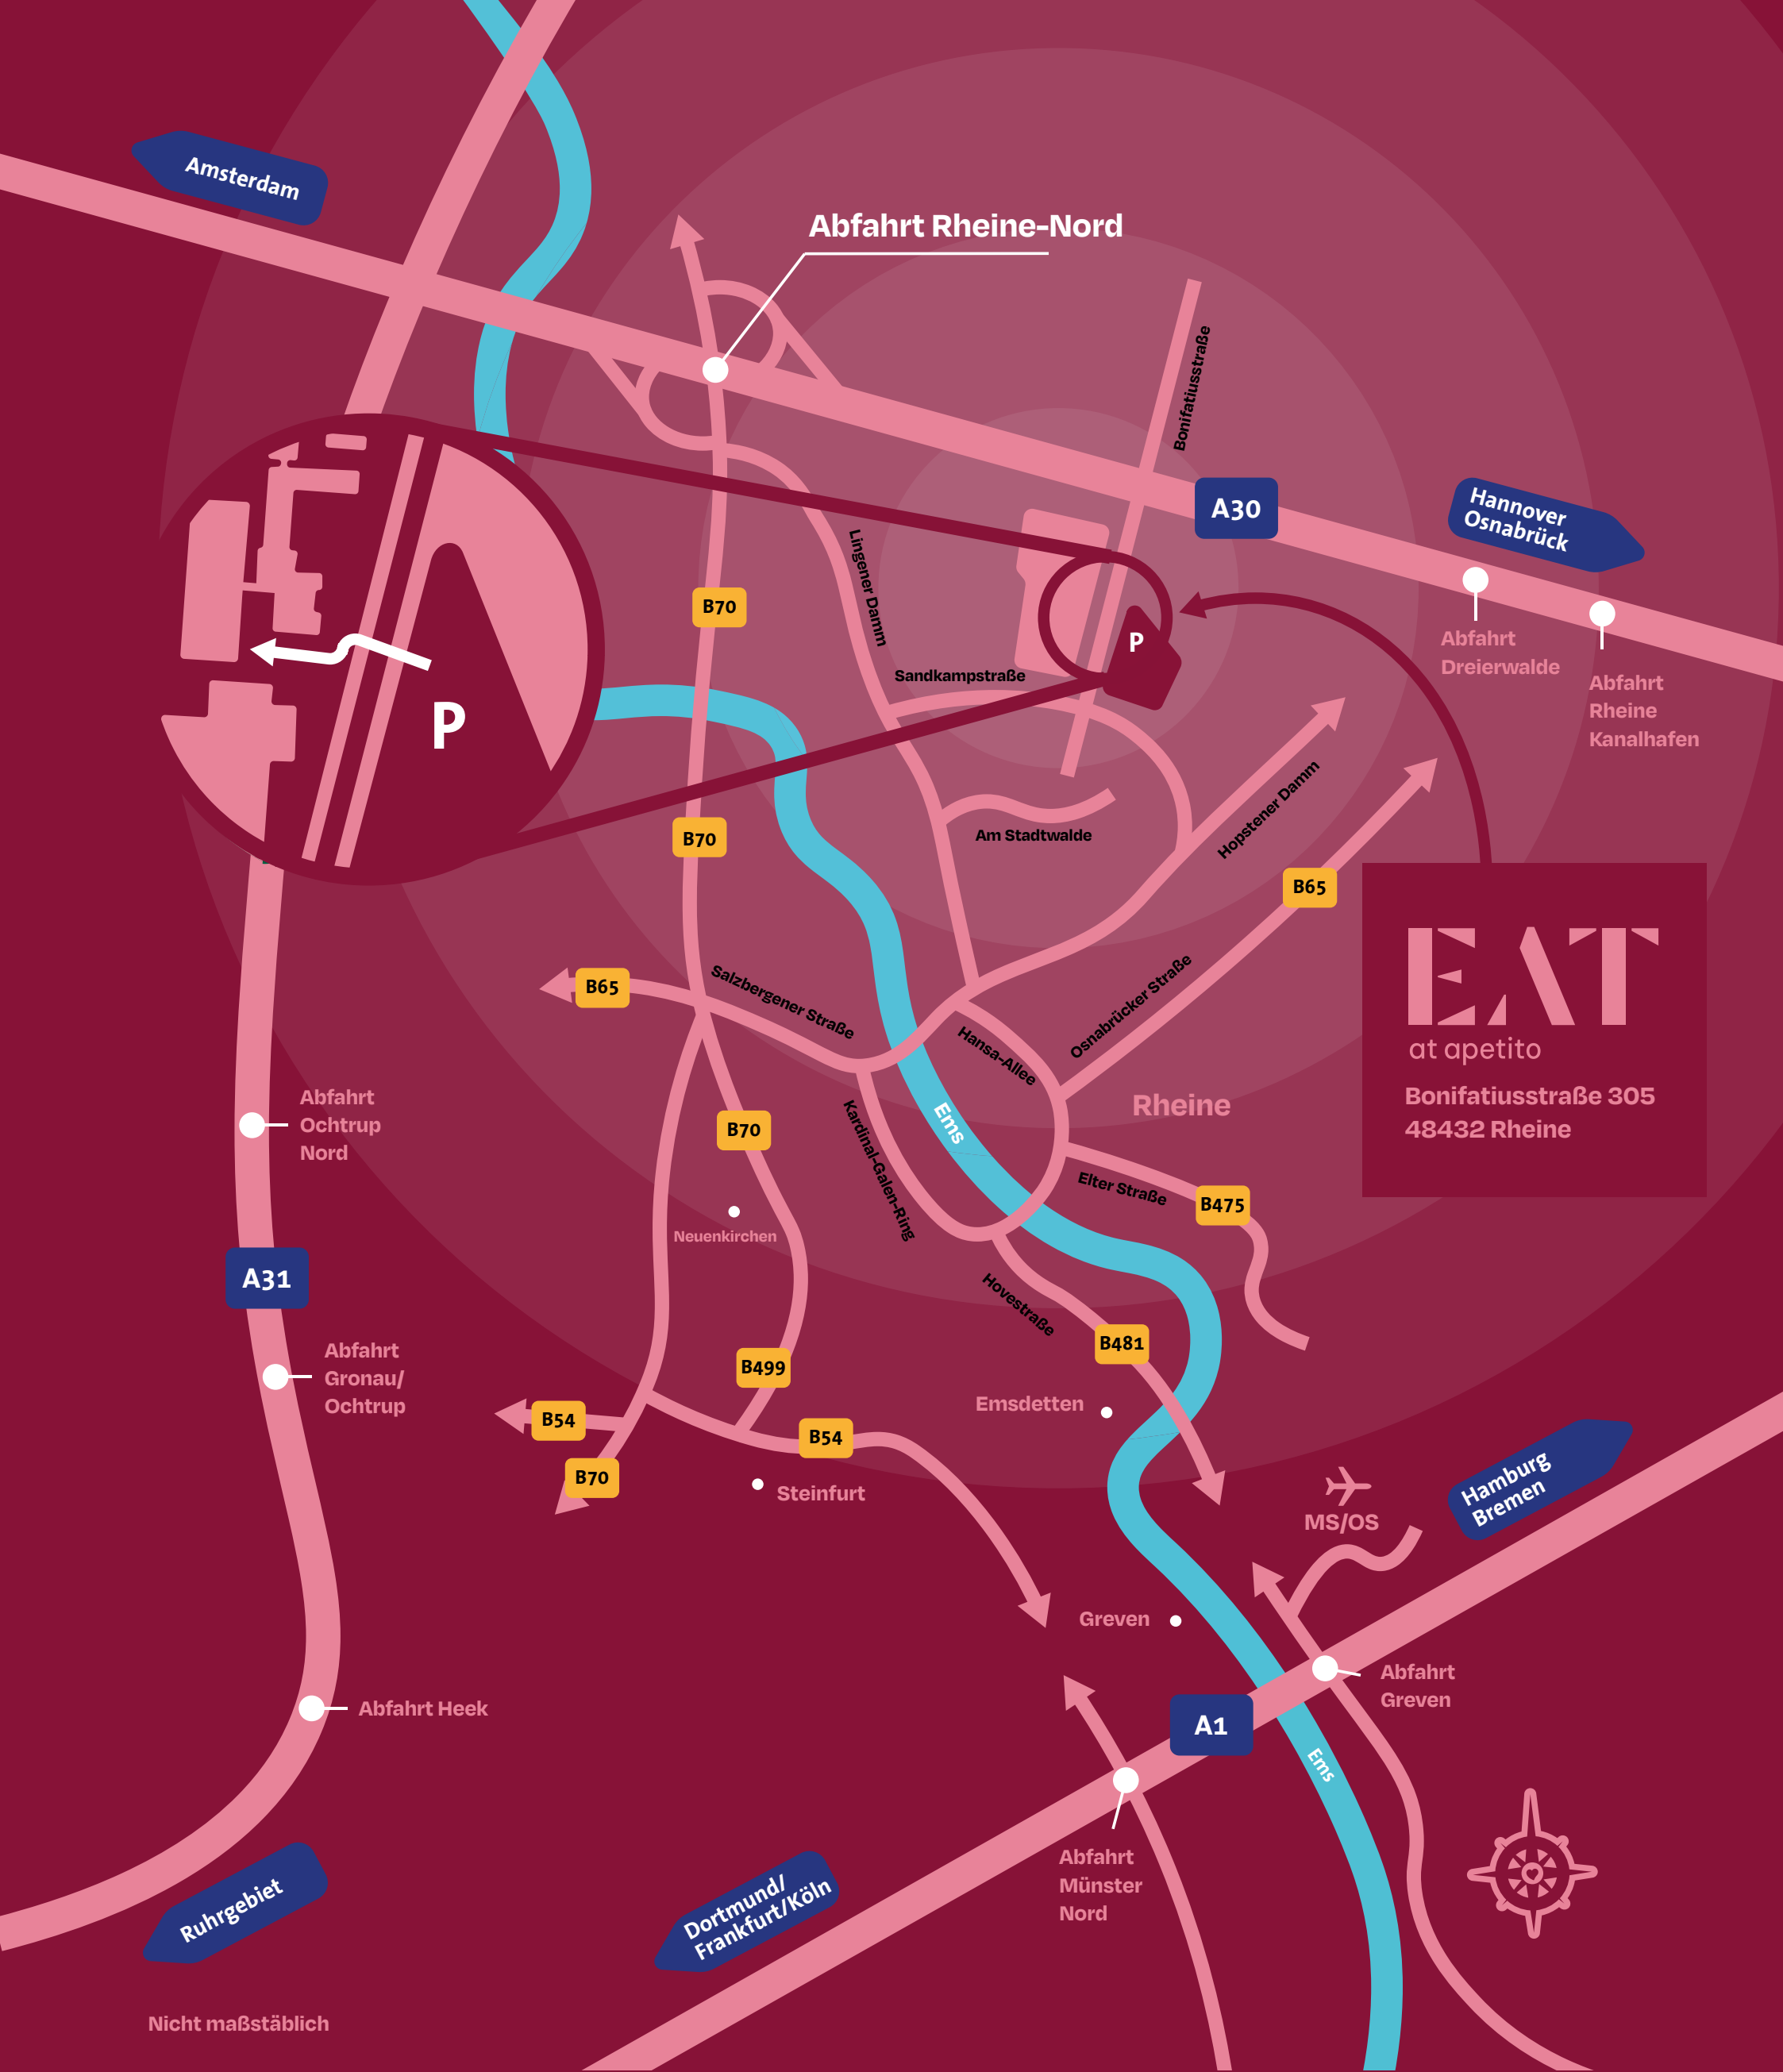 Amsterdam
Abfahrt Rheine-Nord
Bonifatiusstraße
A30
Hannover
Osnabrück
Lingener Damm
B70
P
Abfahrt
Dreierwalde
Abfahrt
Rheine
Kanalhafen
Sandkampstraße
P
B70
Am Stadtwalde
Hopstener Damm
B65
EAT
at apetito
Bonifatiusstraße 305
48432 Rheine
B65
Salzbergener Straße
Osnabrücker Straße
Hansa-Allee
Rheine
Abfahrt
Ochtrup
Nord
B70
Kardinal-Galen-Ring
Ems
Elter Straße
B475
Neuenkirchen
A31
Hovestraße
B481
Abfahrt
Gronau/
Ochtrup
B499
Emsdetten
B54
B54
B70
Steinfurt
Hamburg
Bremen
MS/OS
Greven
Abfahrt
Greven
Abfahrt Heek
A1
Ems
Abfahrt
Münster
Nord
Ruhrgebiet
Dortmund/
Frankfurt/Köln
Nicht maßstäblich